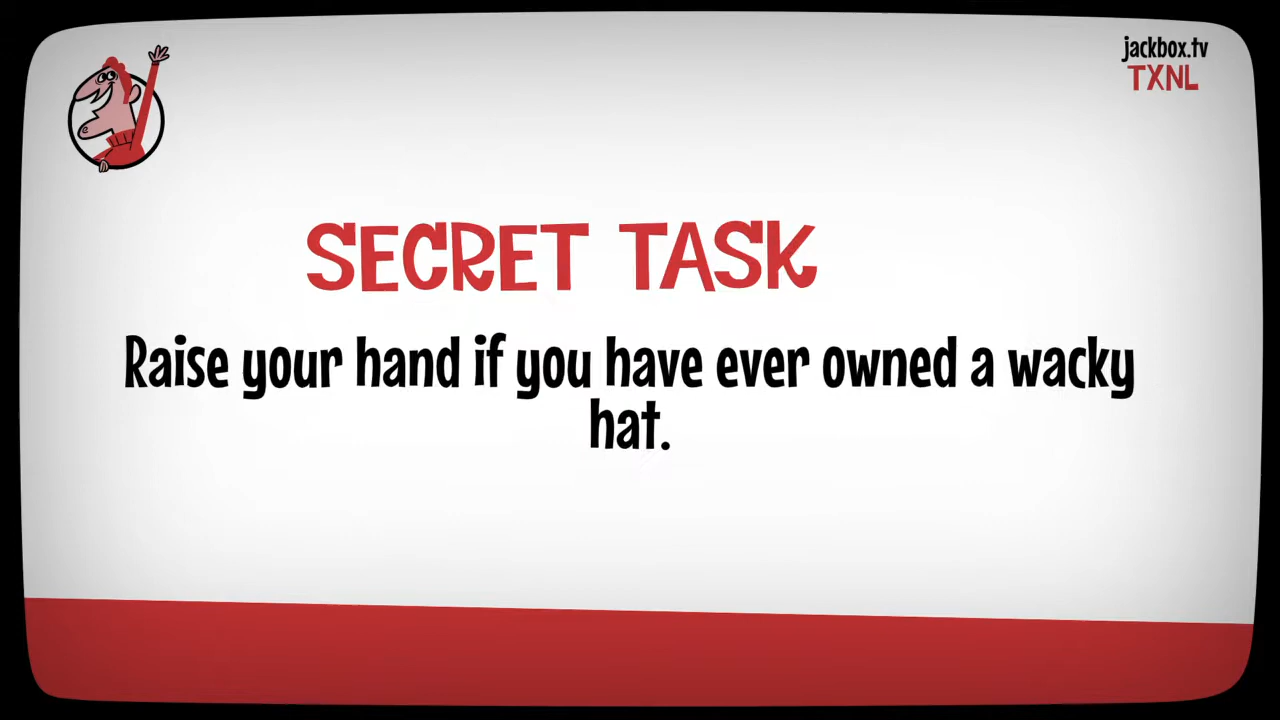 jackbox.tv
TXNL
SECRET TASK
Raise your hand if you have ever owned a wacky
hat.